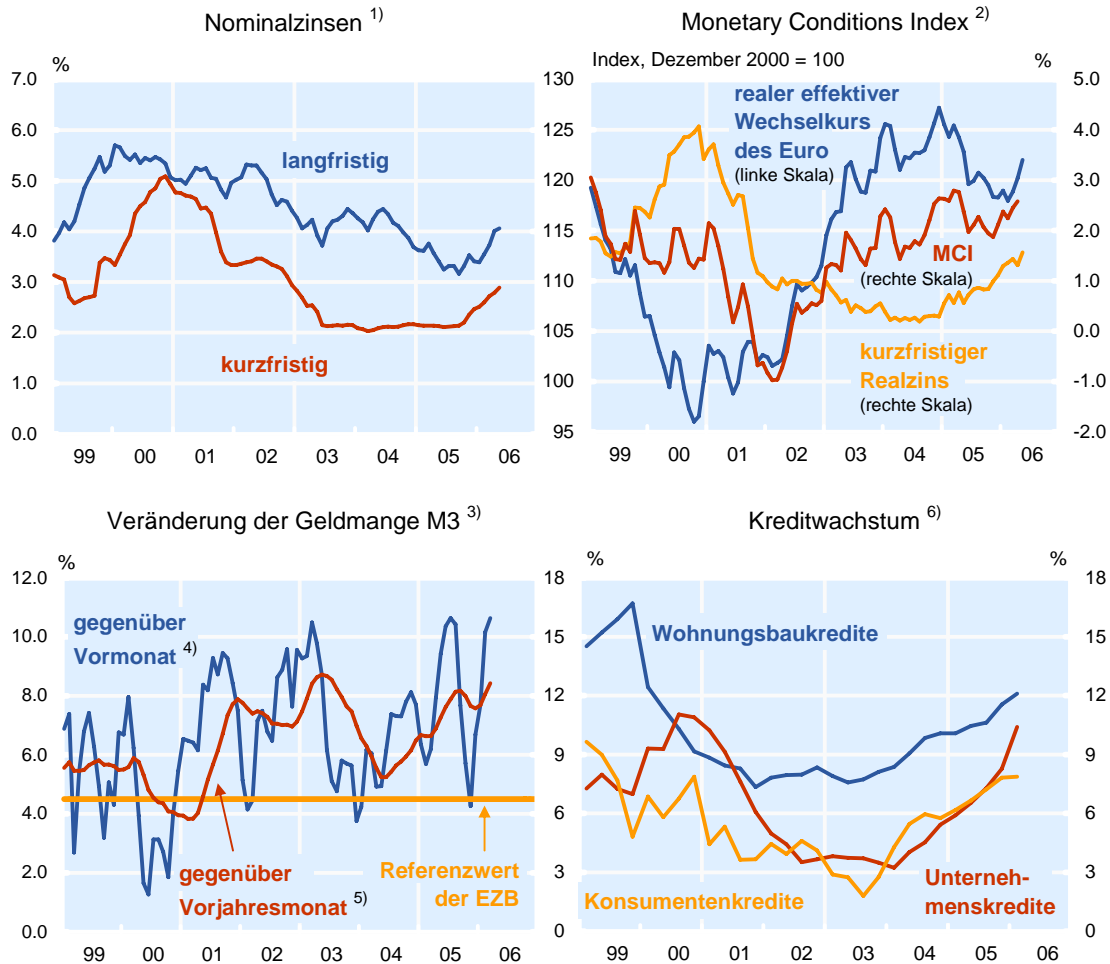 Nominalzinsen 1)
%
7.0
6.0
5.0
4.0
3.0
2.0
1.0
0.0
langfristig
kurzfristig
99 00 01 02 03 04 05 06
Monetary Conditions Index 2)
Index, Dezember 2000 = 100
%
130
125
120
115
110
105
100
95
realer effektiver
Wechselkurs
des Euro
(linke Skala)
MCI
(rechte Skala)
kurzfristiger
Realzins
(rechte Skala)
5.0
4.0
3.0
2.0
1.0
0.0
-1.0
-2.0
99 00 01 02 03 04 05 06
Veränderung der Geldmange M3 3)
%
12.0
10.0
8.0
6.0
4.0
2.0
0.0
gegenüber
Vormonat 4)
gegenüber
Vorjahresmonat 5)
Referenzwert
der EZB
99 00 01 02 03 04 05 06
Kreditwachstum 6)
%
%
18
15
12
9
6
3
0
Wohnungsbaukredite
Konsumentenkredite
Unterneh-
menskredite
18
15
12
9
6
3
0
99 00 01 02 03 04 05 06